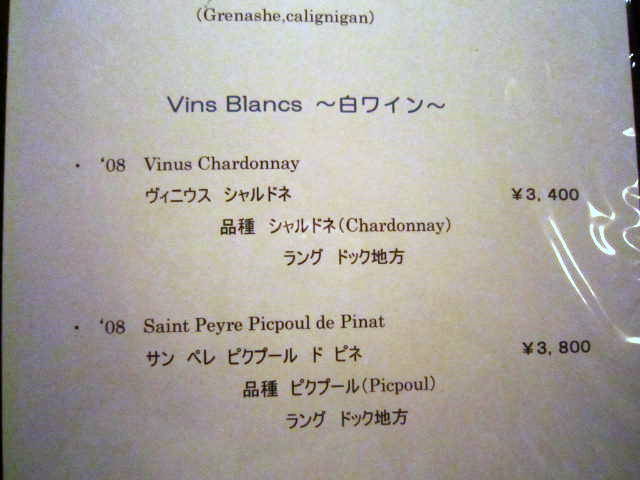 (Grenashe,calignigan)
Vins Blancs ～白ワイン～
・ '08 Vinus Chardonnay
ヴィニウス シャルドネ ￥3,400
品種 シャルドネ(Chardonnay)
ラング ドック地方
・ '08 Saint Peyre Picpoul de Pinat
サン ペレ ピクプール ド ピネ ￥3,800
品種 ピクプール(Picpoul)
ラング ドック地方